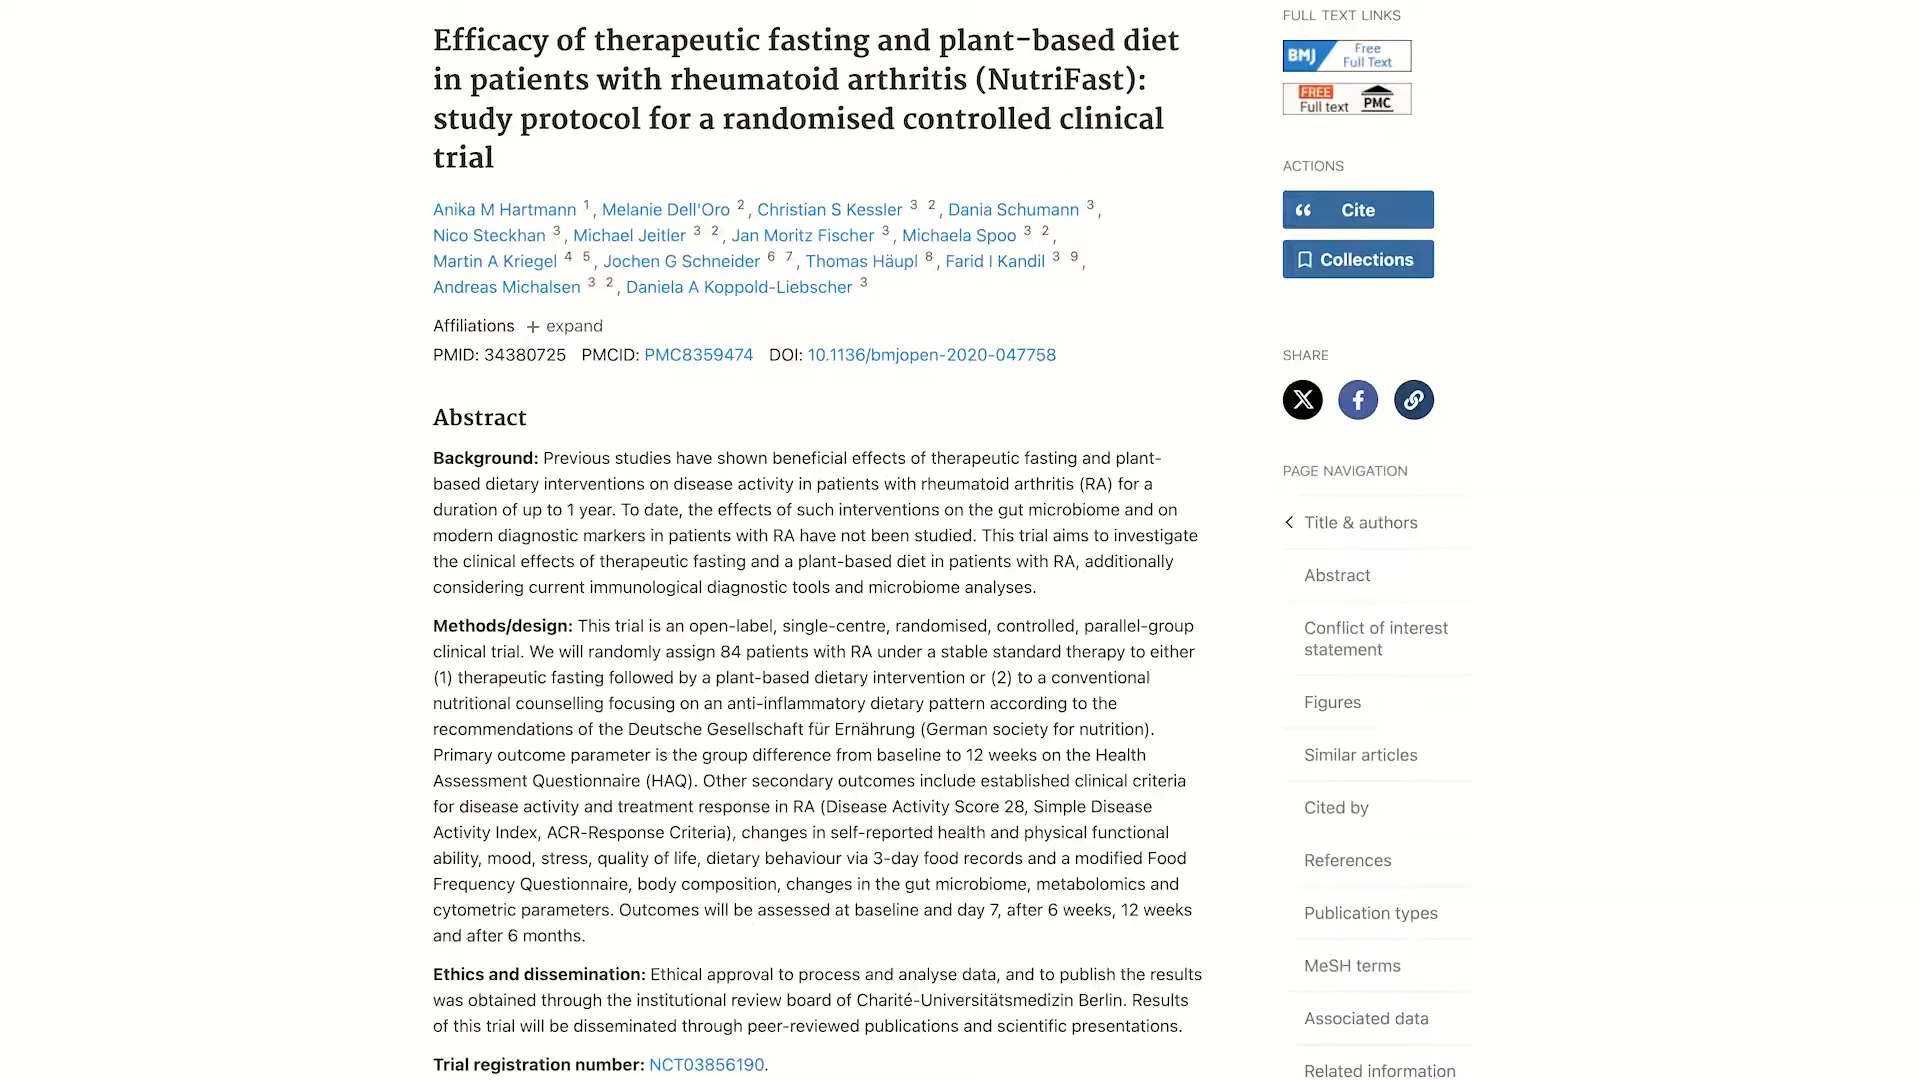 Efficacy of therapeutic fasting and plant-based diet
in patients with rheumatoid arthritis (NutriFast):
study protocol for a randomised controlled clinical
trial
Anika M Hartmann 1, Melanie Dell'Oro 2, Christian S Kessler 3 2, Dania Schumann 3,
Nico Steckhan 3, Michael Jeitler 3 2, Jan Moritz Fischer 3, Michaela Spoo 3 2,
Martin A Kriegel 4 5, Jochen G Schneider 6 7, Thomas Häupl 8, Farid I Kandil 3 9,
Andreas Michalsen 3 2, Daniela A Koppold-Liebscher 3
Affiliations + expand
PMID: 34380725 PMCID: PMC8359474 DOI: 10.1136/bmjopen-2020-047758
Abstract
Background: Previous studies have shown beneficial effects of therapeutic fasting and plant-
based dietary interventions on disease activity in patients with rheumatoid arthritis (RA) for a
duration of up to 1 year. To date, the effects of such interventions on the gut microbiome and on
modern diagnostic markers in patients with RA have not been studied. This trial aims to investigate
the clinical effects of therapeutic fasting and a plant-based diet in patients with RA, additionally
considering current immunological diagnostic tools and microbiome analyses.
Methods/design: This trial is an open-label, single-centre, randomised, controlled, parallel-group
clinical trial. We will randomly assign 84 patients with RA under a stable standard therapy to either
(1) therapeutic fasting followed by a plant-based dietary intervention or (2) to a conventional
nutritional counselling focusing on an anti-inflammatory dietary pattern according to the
recommendations of the Deutsche Gesellschaft für Ernährung (German society for nutrition).
Primary outcome parameter is the group difference from baseline to 12 weeks on the Health
Assessment Questionnaire (HAQ). Other secondary outcomes include established clinical criteria
for disease activity and treatment response in RA (Disease Activity Score 28, Simple Disease
Activity Index, ACR-Response Criteria), changes in self-reported health and physical functional
ability, mood, stress, quality of life, dietary behaviour via 3-day food records and a modified Food
Frequency Questionnaire, body composition, changes in the gut microbiome, metabolomics and
cytometric parameters. Outcomes will be assessed at baseline and day 7, after 6 weeks, 12 weeks
and after 6 months.
Ethics and dissemination: Ethical approval to process and analyse data, and to publish the results
was obtained through the institutional review board of Charité-Universitätsmedizin Berlin. Results
of this trial will be disseminated through peer-reviewed publications and scientific presentations.
Trial registration number: NCT03856190.
FULL TEXT LINKS
BMJ Free
Full Text
FREE
Full text PMC
ACTIONS
Cite
Collections
SHARE
PAGE NAVIGATION
Title & authors
Abstract
Conflict of interest
statement
Figures
Similar articles
Cited by
References
Publication types
MeSH terms
Associated data
Related information